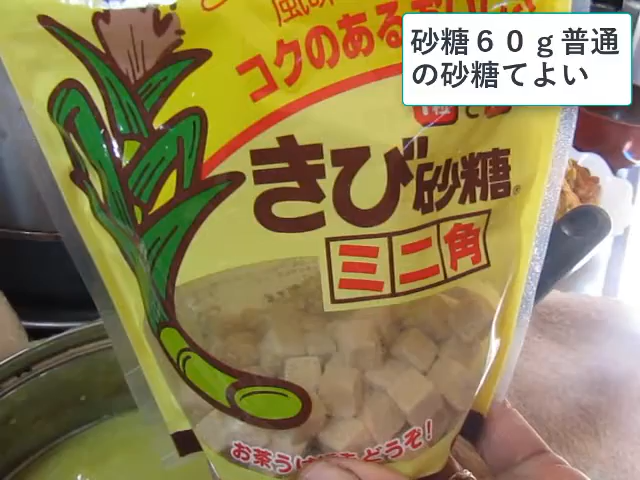 砂糖６０ｇ普通
の砂糖てよい
コクのある
きび砂糖
ミニ角
お茶うけ
どうぞ！